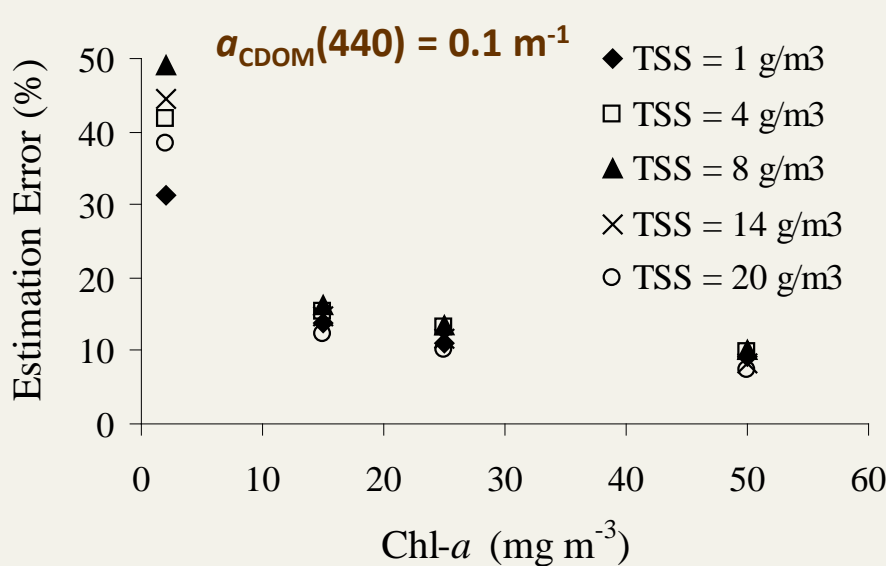 a_CDOM(440) = 0.1 m⁻¹
50
40
30
20
10
0
Estimation Error (%)
TSS = 1 g/m3
TSS = 4 g/m3
TSS = 8 g/m3
TSS = 14 g/m3
TSS = 20 g/m3
0 10 20 30 40 50 60
Chl-a (mg m⁻³)